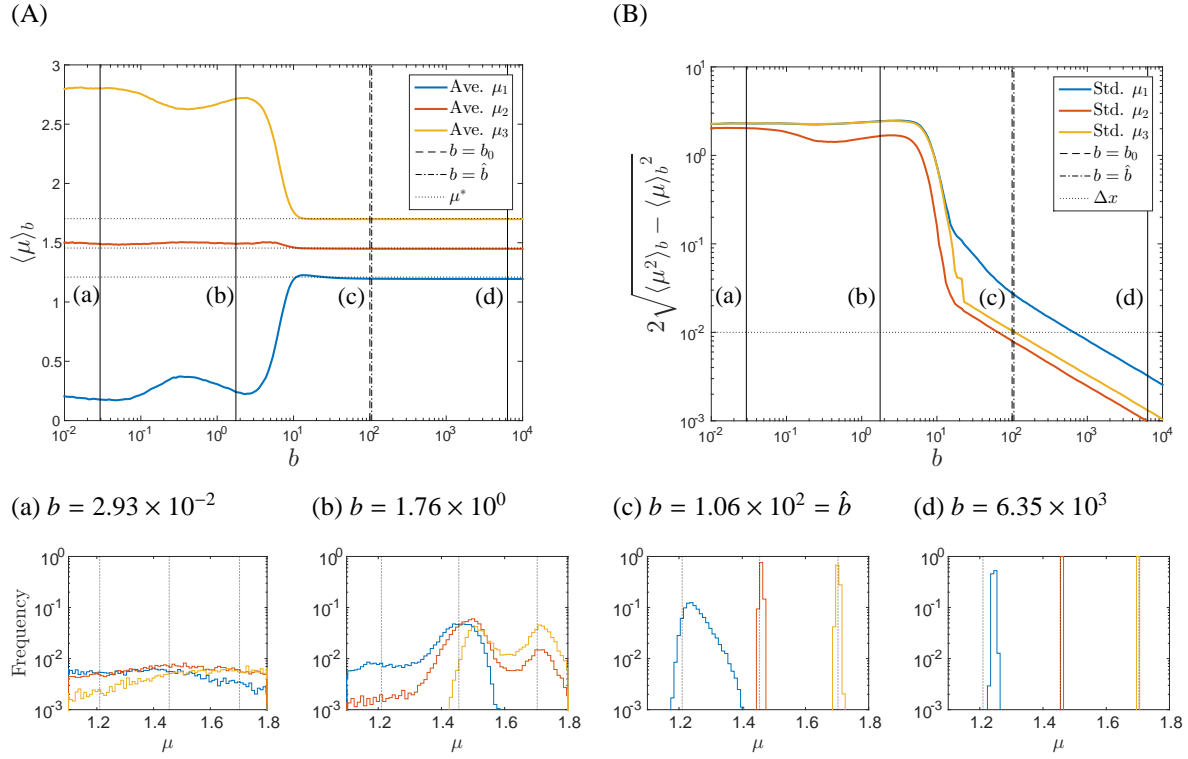 (A)
(B)
3
2.5
2
1.5
1
0.5
0
⟨μ⟩_b
10^-2
10^-1
10^0
10^1
10^2
10^3
10^4
b
(a)
(b)
(c)
(d)
Ave. μ_1
Ave. μ_2
Ave. μ_3
b = b_0
b = b̂
μ*
10^1
10^0
10^-1
10^-2
10^-3
2√(⟨μ^2⟩_b − ⟨μ⟩_b^2)
10^-2
10^-1
10^0
10^1
10^2
10^3
10^4
b
(a)
(b)
(c)
(d)
Std. μ_1
Std. μ_2
Std. μ_3
b = b_0
b = b̂
Δx
(a) b = 2.93 × 10^-2
(b) b = 1.76 × 10^0
(c) b = 1.06 × 10^2 = b̂
(d) b = 6.35 × 10^3
Frequency
10^0
10^-1
10^-2
10^-3
1.2 1.4 1.6 1.8
μ
10^0
10^-1
10^-2
10^-3
1.2 1.4 1.6 1.8
μ
10^0
10^-1
10^-2
10^-3
1.2 1.4 1.6 1.8
μ
10^0
10^-1
10^-2
10^-3
1.2 1.4 1.6 1.8
μ